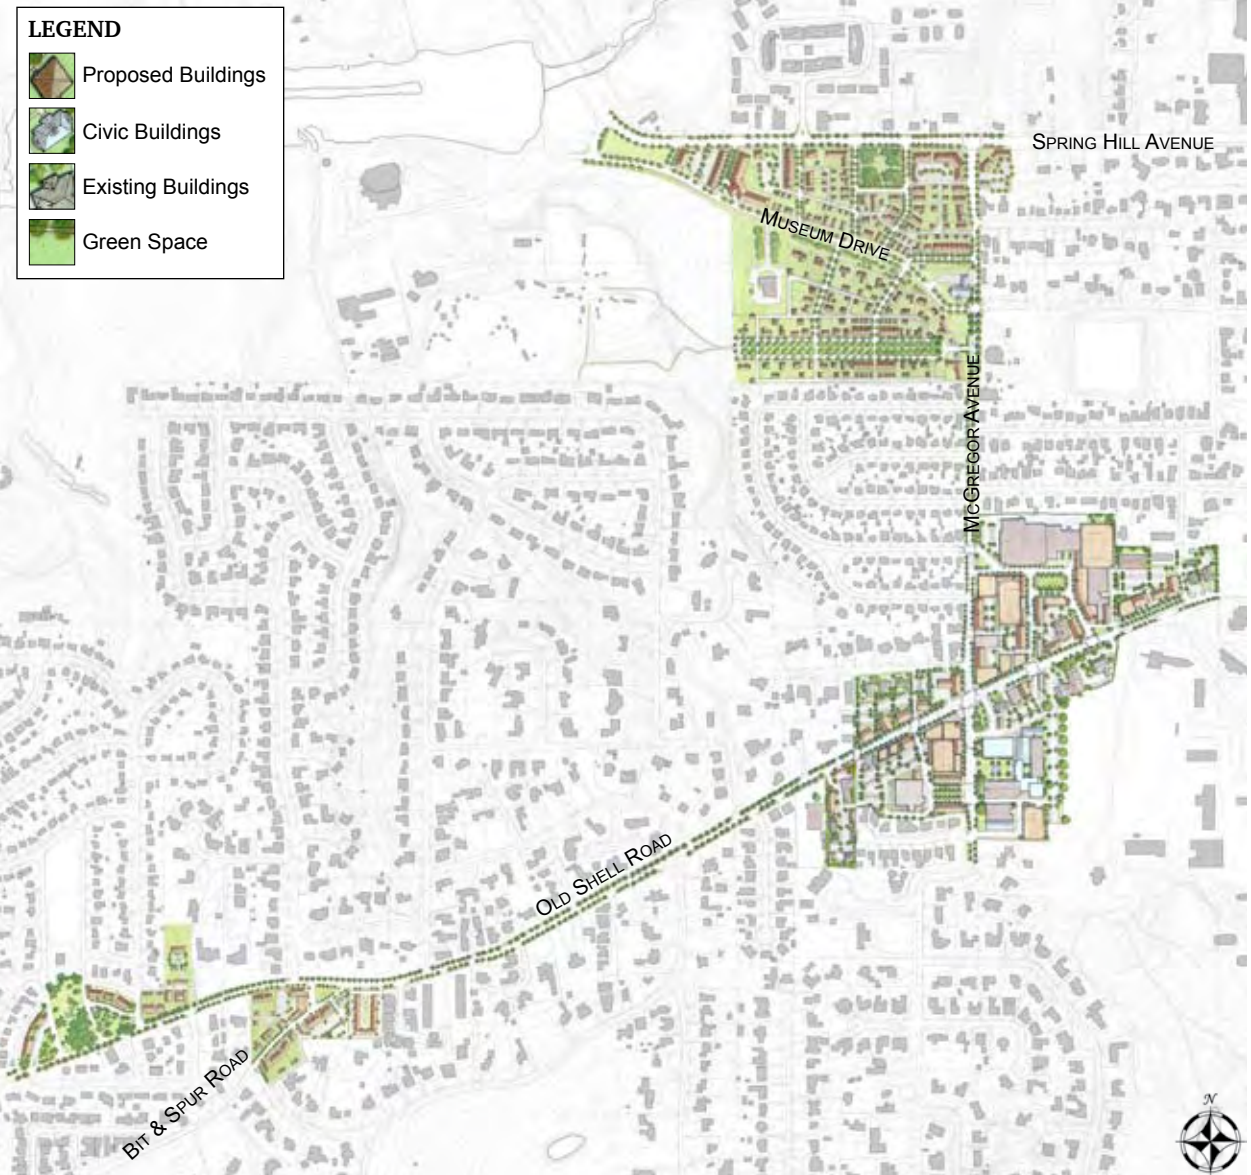 LEGEND
Proposed Buildings
Civic Buildings
Existing Buildings
Green Space
SPRING HILL AVENUE
MUSEUM DRIVE
MCGREGOR AVENUE
OLD SHELL ROAD
BIT & SPUR ROAD
N